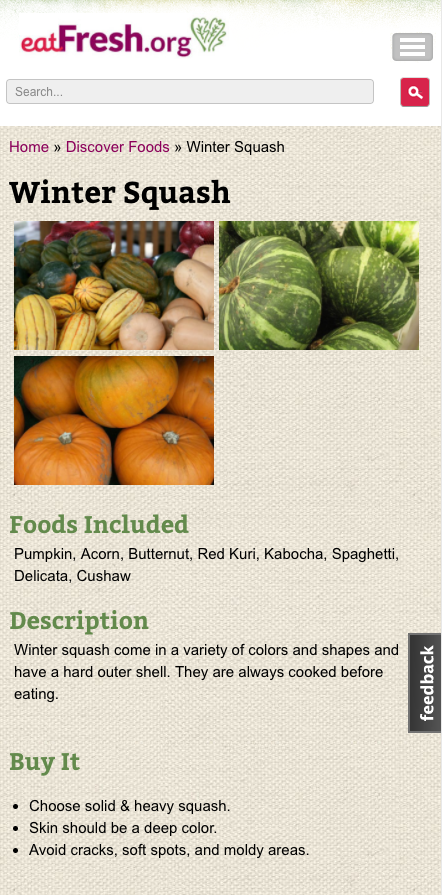 eatFresh.org
Search...
Home » Discover Foods » Winter Squash
Winter Squash
Foods Included
Pumpkin, Acorn, Butternut, Red Kuri, Kabocha, Spaghetti,
Delicata, Cushaw
Description
Winter squash come in a variety of colors and shapes and
have a hard outer shell. They are always cooked before
eating.
feedback
Buy It
• Choose solid & heavy squash.
• Skin should be a deep color.
• Avoid cracks, soft spots, and moldy areas.